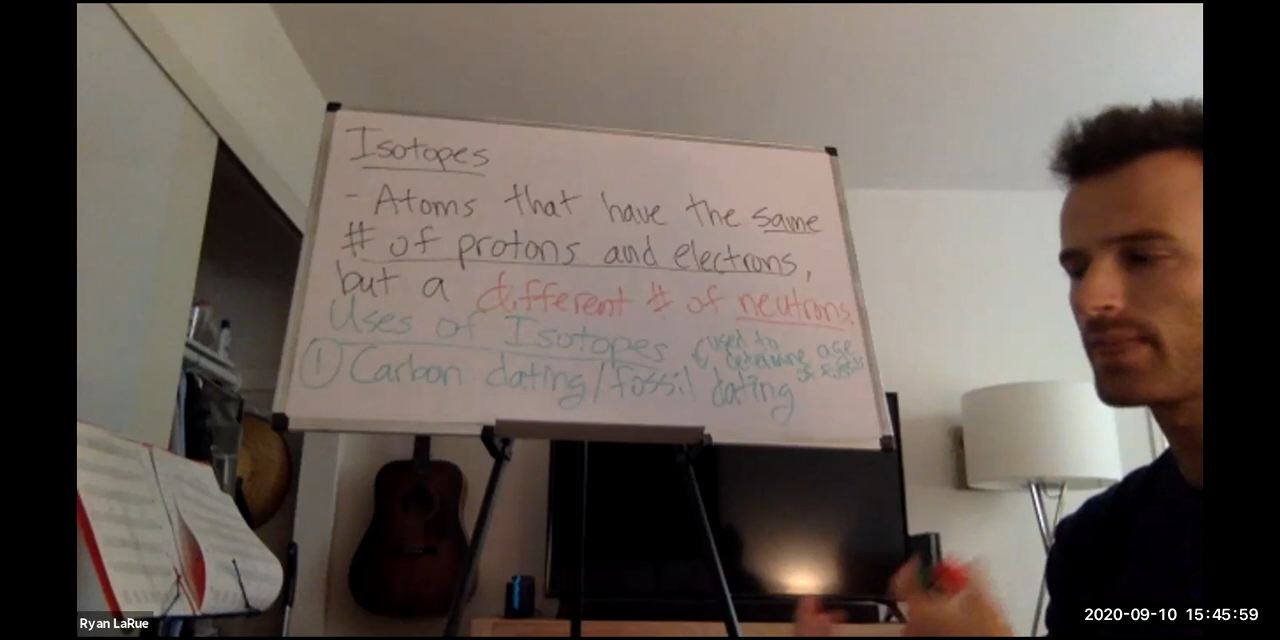 Isotopes
- Atoms that have the same
# of protons and electrons,
but a different # of neutrons.
Uses of Isotopes
① Carbon dating/fossil dating
used to
determine age
of fossils
Ryan LaRue
2020-09-10 15:45:59